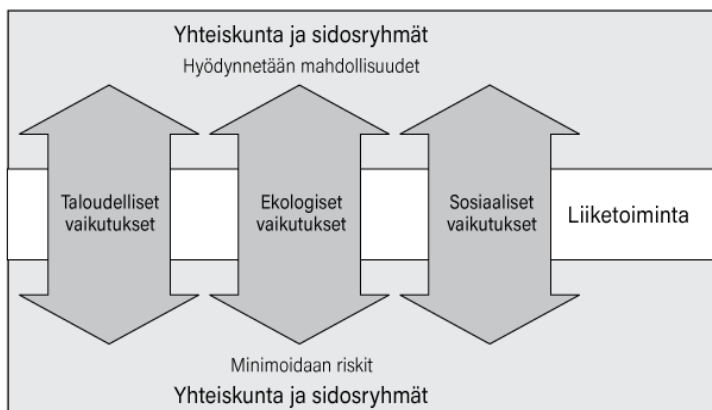 Yhteiskunta ja sidosryhmät
Hyödynnetään mahdollisuudet
Taloudelliset
vaikutukset
Ekologiset
vaikutukset
Sosiaaliset
vaikutukset
Liiketoiminta
Minimoidaan riskit
Yhteiskunta ja sidosryhmät